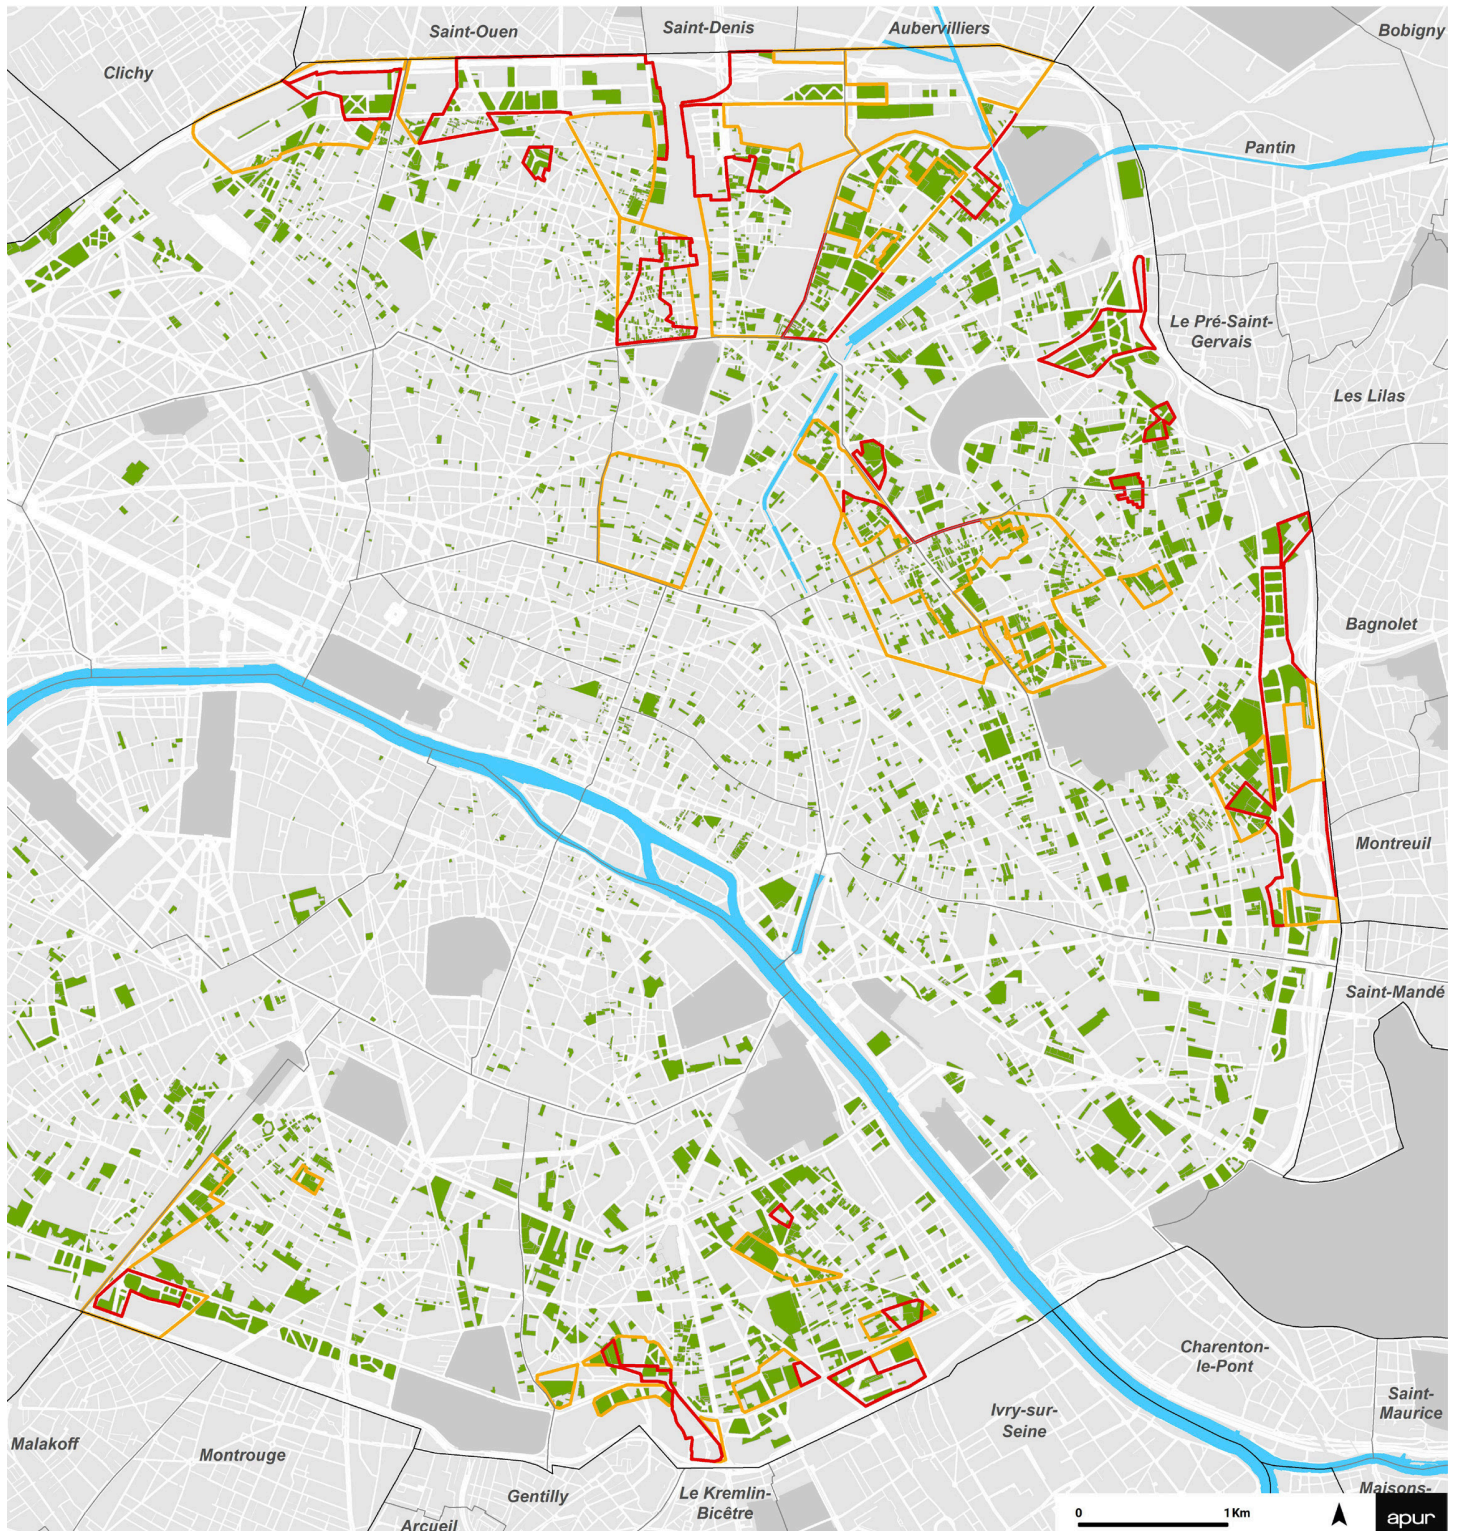 Saint-Ouen
Saint-Denis
Aubervilliers
Bobigny
Clichy
Pantin
Le Pré-Saint-
Gervais
Les Lilas
Bagnolet
Montreuil
Saint-Mandé
Charenton-
le-Pont
Saint-
Maurice
Ivry-sur-
Seine
Malakoff
Montrouge
Gentilly
Le Kremlin-
Bicêtre
Arcueil
Maisons-
0
1 Km
apur